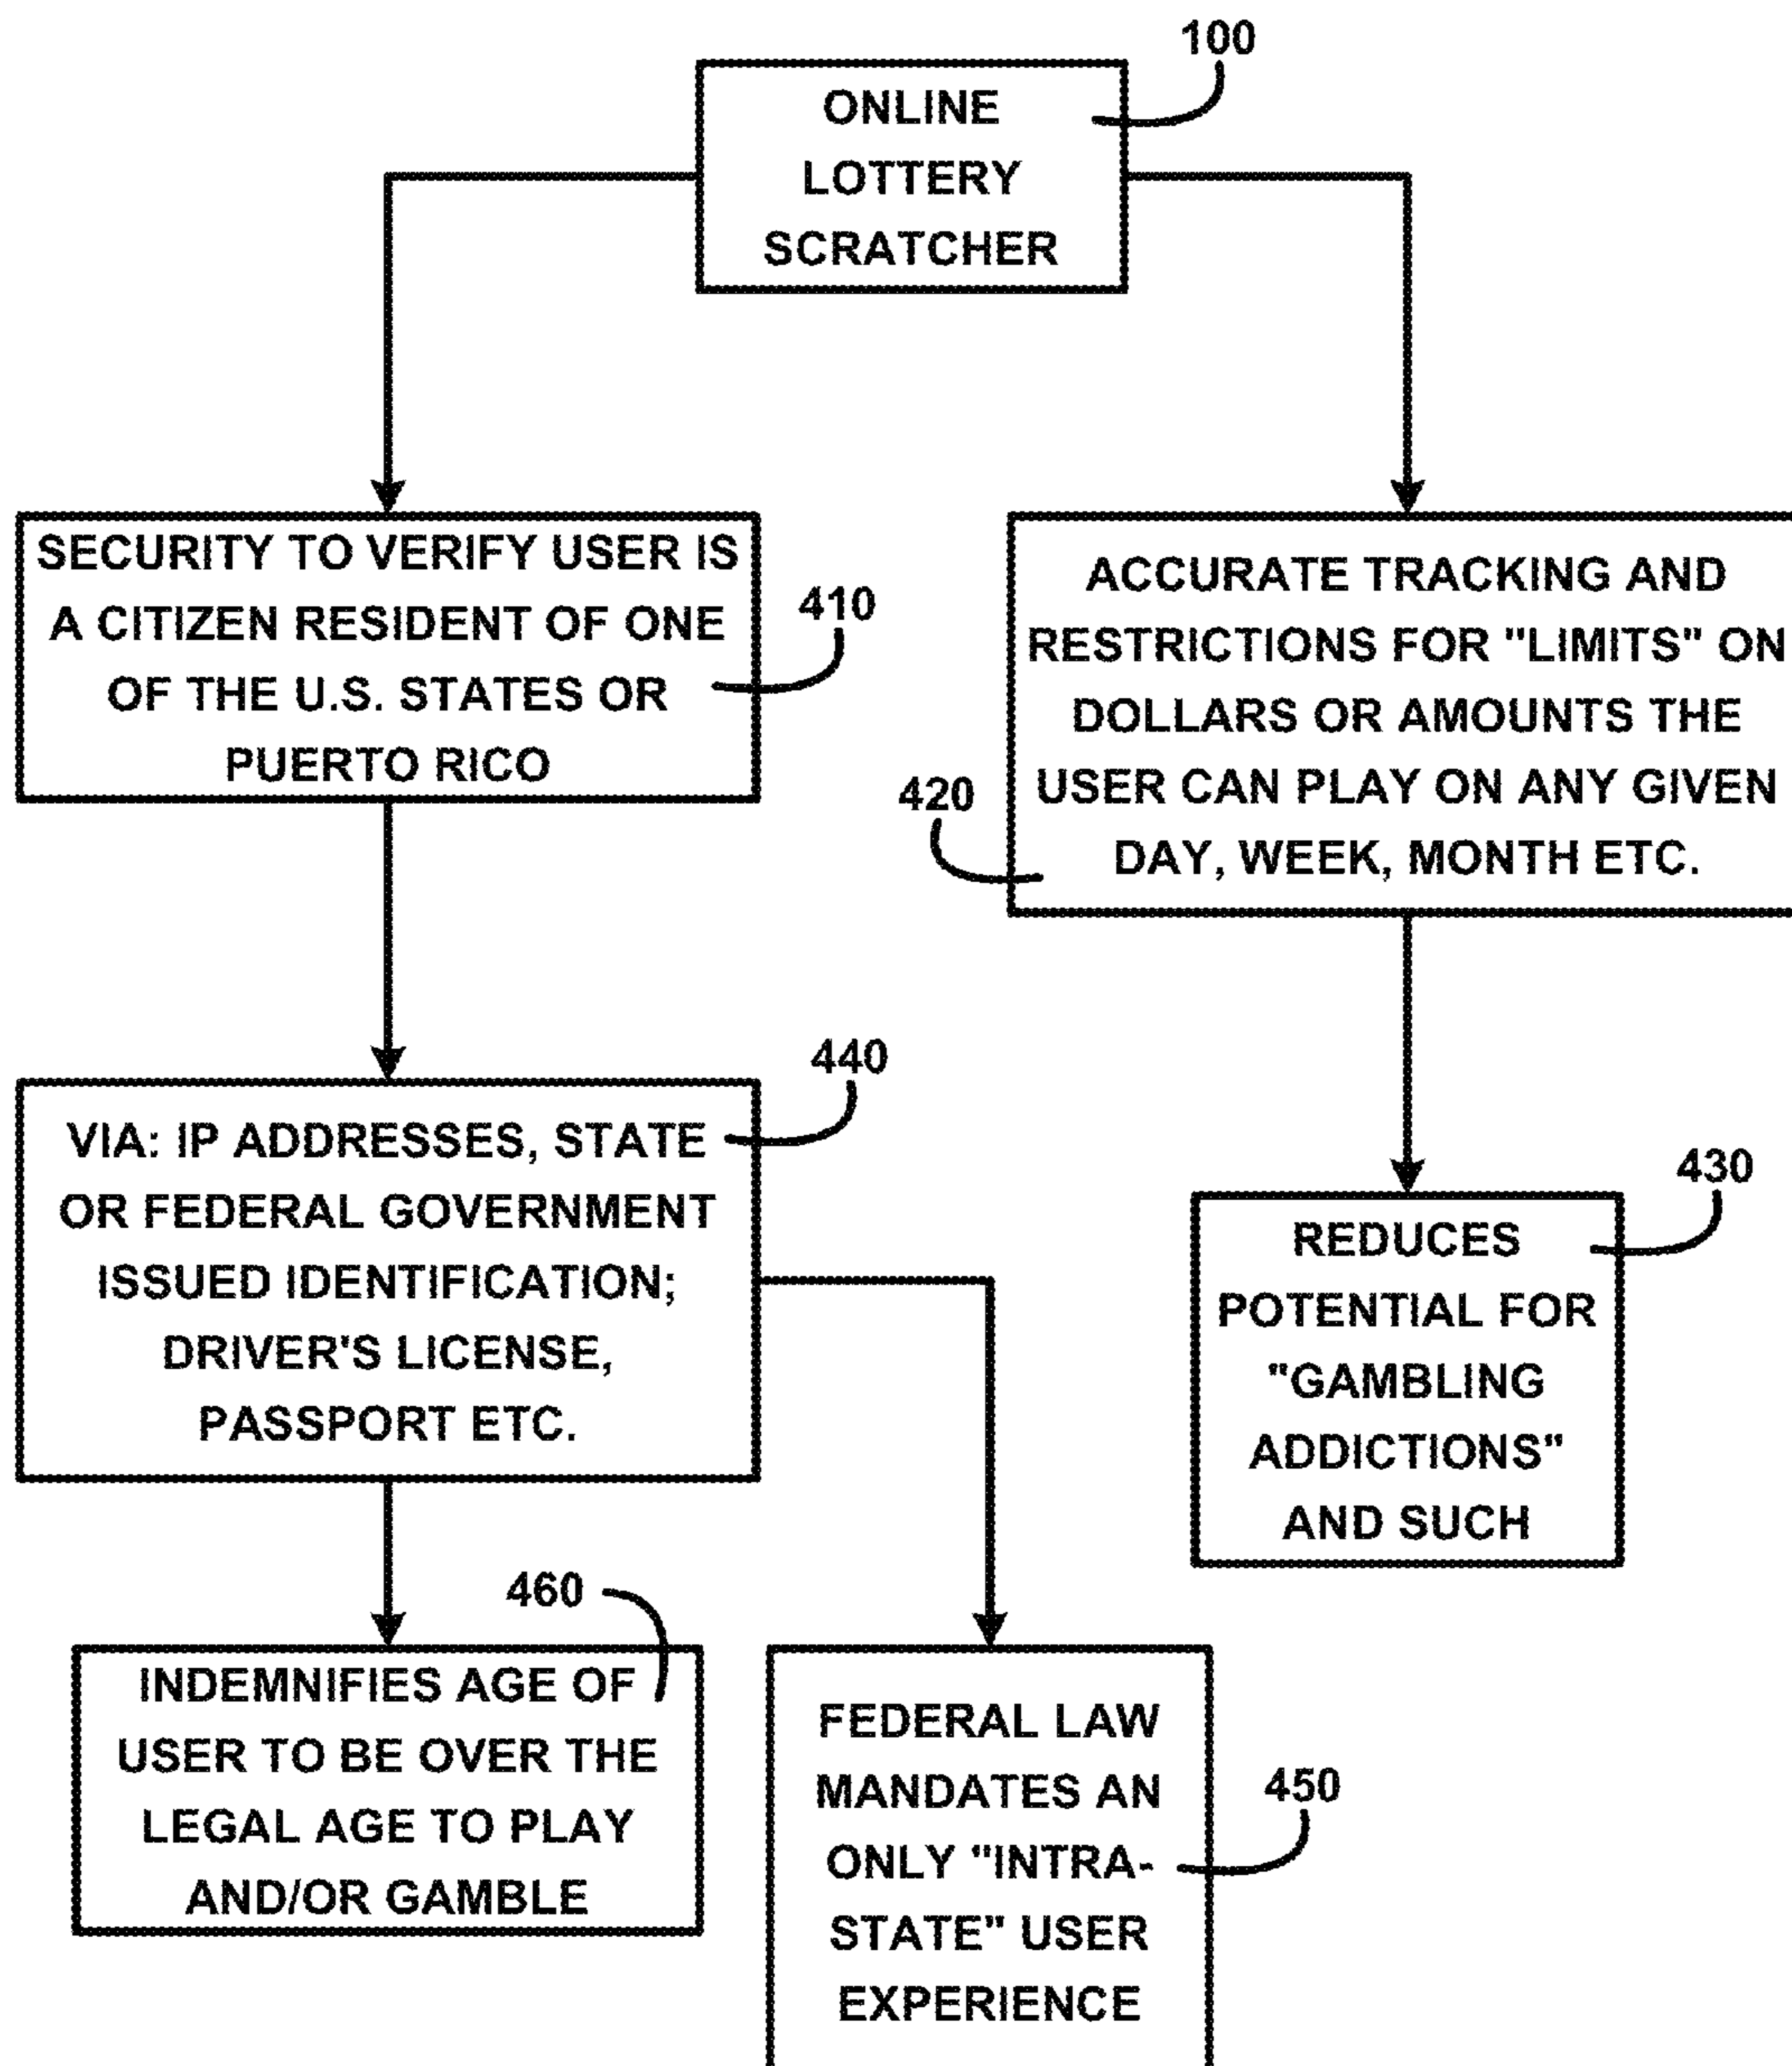 100
ONLINE
LOTTERY
SCRATCHER
SECURITY TO VERIFY USER IS
A CITIZEN RESIDENT OF ONE
OF THE U.S. STATES OR
PUERTO RICO
410
ACCURATE TRACKING AND
RESTRICTIONS FOR "LIMITS" ON
DOLLARS OR AMOUNTS THE
USER CAN PLAY ON ANY GIVEN
DAY, WEEK, MONTH ETC.
420
440
VIA: IP ADDRESSES, STATE
OR FEDERAL GOVERNMENT
ISSUED IDENTIFICATION;
DRIVER'S LICENSE,
PASSPORT ETC.
430
REDUCES
POTENTIAL FOR
"GAMBLING
ADDICTIONS"
AND SUCH
460
INDEMNIFIES AGE OF
USER TO BE OVER THE
LEGAL AGE TO PLAY
AND/OR GAMBLE
FEDERAL LAW
MANDATES AN
ONLY "INTRA-
STATE" USER
EXPERIENCE
450